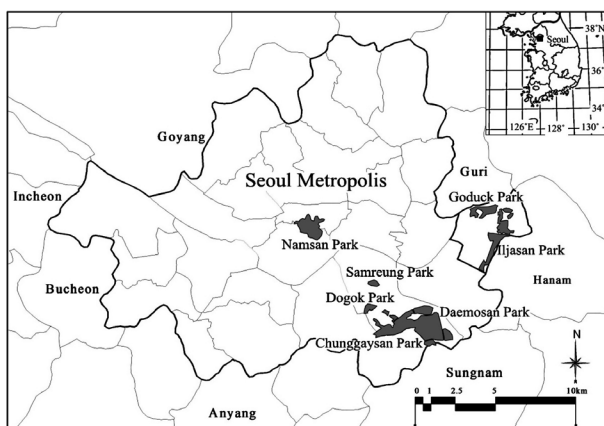 38°N
Seoul
36°
34°
126°E
128°
130°
Goyang
Guri
Seoul Metropolis
Goduck Park
Incheon
Namsan Park
Iljasan Park
Samreung Park
Hanam
Bucheon
Dogok Park
Daemosan Park
Chunggaysan Park
N
Sungnam
0 1 2.5 5 10km
Anyang